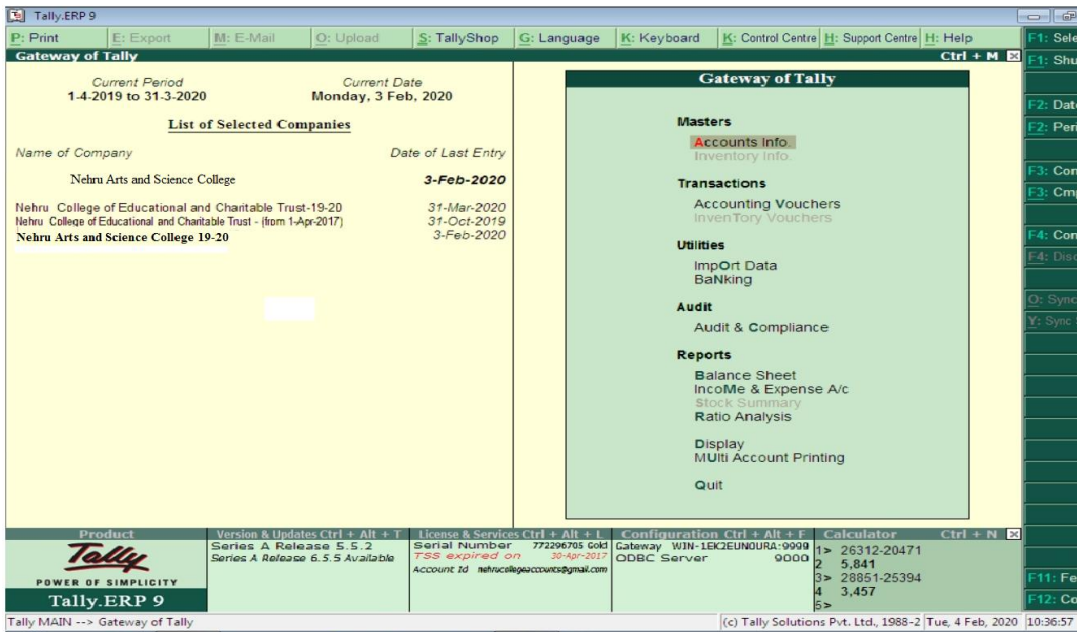 Tally.ERP 9
P: Print E: Export M: E-Mail O: Upload S: TallyShop G: Language K: Keyboard K: Control Centre H: Support Centre H: Help
Gateway of Tally Ctrl + M
Current Period Current Date
1-4-2019 to 31-3-2020 Monday, 3 Feb, 2020
List of Selected Companies
Name of Company Date of Last Entry
Nehru Arts and Science College 3-Feb-2020
Nehru College of Educational and Charitable Trust-19-20 31-Mar-2020
Nehru College of Educational and Charitable Trust - (from 1-Apr-2017) 31-Oct-2019
Nehru Arts and Science College 19-20 3-Feb-2020
Gateway of Tally
Masters
Accounts Info.
Inventory Info.
Transactions
Accounting Vouchers
InvenTory Vouchers
Utilities
ImpOrt Data
BaNking
Audit
Audit & Compliance
Reports
Balance Sheet
IncoMe & Expense A/c
Stock Summary
Ratio Analysis
Display
MUlti Account Printing
Quit
F1: Sele
F1: Shu
F2: Date
F2: Peri
F3: Con
F3: Cmp
F4: Con
F4: Disc
O: Sync
Y: Sync
F11: Fe
F12: Co
Product
Tally
POWER OF SIMPLICITY
Tally.ERP 9
Version & Updates Ctrl + Alt + T
Series A Release 5.5.2
Series A Release 6.5.5 Available
License & Services Ctrl + Alt + L
Serial Number 772296705 Gold
TSS expired on 30-Apr-2017
Account Id nehrucollegeaccounts@gmail.com
Configuration Ctrl + Alt + F
Gateway WIN-1EK2EUNOURA:9999
ODBC Server 9000
Calculator Ctrl + N
1> 26312-20471
2 5,841
3> 28851-25394
4 3,457
5>
Tally MAIN --> Gateway of Tally (c) Tally Solutions Pvt. Ltd., 1988-2 Tue, 4 Feb, 2020 10:36:57